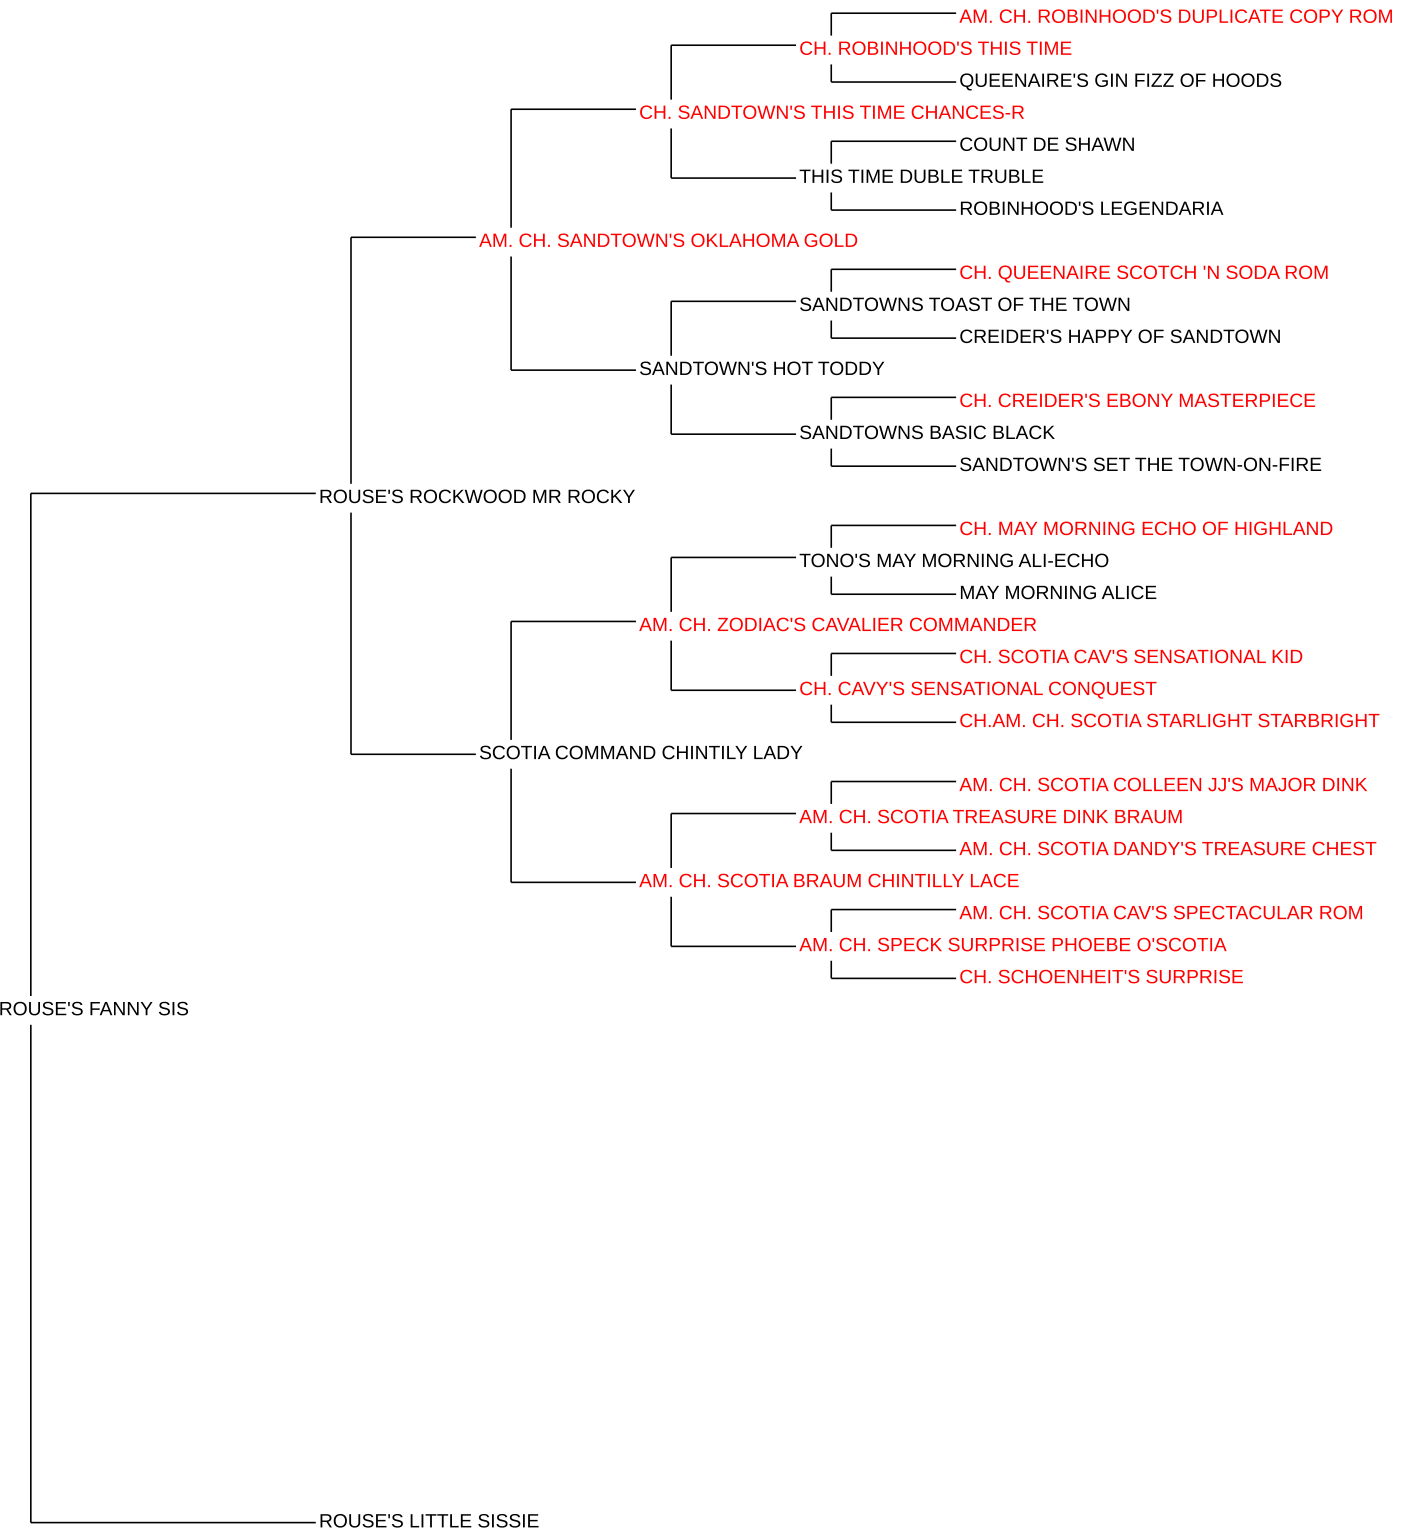 AM. CH. ROBINHOOD'S DUPLICATE COPY ROM
CH. ROBINHOOD'S THIS TIME
QUEENAIRE'S GIN FIZZ OF HOODS
CH. SANDTOWN'S THIS TIME CHANCES-R
COUNT DE SHAWN
THIS TIME DUBLE TRUBLE
ROBINHOOD'S LEGENDARIA
AM. CH. SANDTOWN'S OKLAHOMA GOLD
CH. QUEENAIRE SCOTCH 'N SODA ROM
SANDTOWNS TOAST OF THE TOWN
CREIDER'S HAPPY OF SANDTOWN
SANDTOWN'S HOT TODDY
CH. CREIDER'S EBONY MASTERPIECE
SANDTOWNS BASIC BLACK
SANDTOWN'S SET THE TOWN-ON-FIRE
ROUSE'S ROCKWOOD MR ROCKY
CH. MAY MORNING ECHO OF HIGHLAND
TONO'S MAY MORNING ALI-ECHO
MAY MORNING ALICE
AM. CH. ZODIAC'S CAVALIER COMMANDER
CH. SCOTIA CAV'S SENSATIONAL KID
CH. CAVY'S SENSATIONAL CONQUEST
CH.AM. CH. SCOTIA STARLIGHT STARBRIGHT
SCOTIA COMMAND CHINTILY LADY
AM. CH. SCOTIA COLLEEN JJ'S MAJOR DINK
AM. CH. SCOTIA TREASURE DINK BRAUM
AM. CH. SCOTIA DANDY'S TREASURE CHEST
AM. CH. SCOTIA BRAUM CHINTILLY LACE
AM. CH. SCOTIA CAV'S SPECTACULAR ROM
AM. CH. SPECK SURPRISE PHOEBE O'SCOTIA
CH. SCHOENHEIT'S SURPRISE
ROUSE'S FANNY SIS
ROUSE'S LITTLE SISSIE